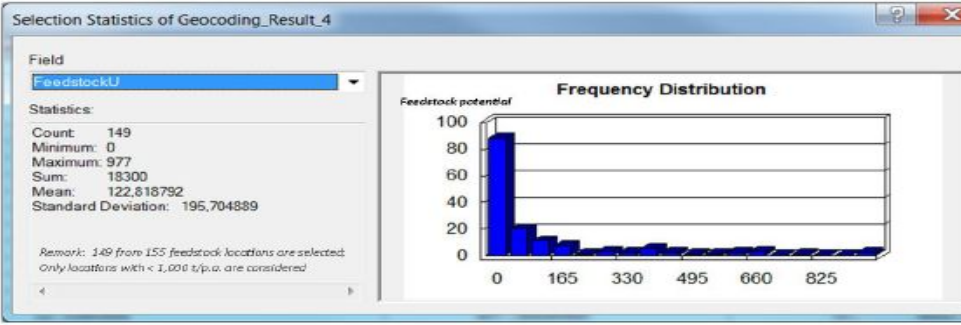 Selection Statistics of Geocoding_Result_4
Field
FeedstockU
Statistics:
Count: 149
Minimum: 0
Maximum: 977
Sum: 18300
Mean: 122,818792
Standard Deviation: 195,704889
Remark: 149 from 155 feedstock locations are selected;
Only locations with < 1,000 t/p.a. are considered
Frequency Distribution
Feedstock potential
100
80
60
40
20
0
0 165 330 495 660 825